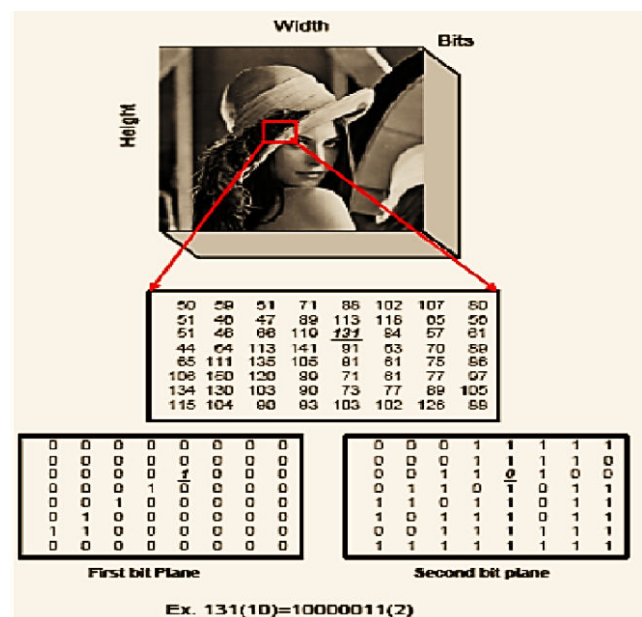 Width
Bits
Height
50 59 51 71 88 102 107 80
51 46 47 89 113 116 65 56
51 46 66 119 131 84 57 61
44 64 113 141 91 63 70 89
65 111 135 105 81 61 75 86
106 150 120 99 71 61 77 97
134 130 103 90 73 77 89 105
115 104 90 93 103 102 126 88
0 0 0 0 0 0 0 0
0 0 0 0 0 0 0 0
0 0 0 0 1 0 0 0
0 0 0 1 0 0 0 0
0 0 1 0 0 0 0 0
0 1 0 0 0 0 0 0
1 1 0 0 0 0 0 0
0 0 0 0 0 0 0 0
First bit Plane
0 0 0 1 1 1 1 1
0 0 0 1 1 1 1 0
0 0 1 1 0 1 0 0
0 1 1 0 1 0 1 1
1 1 0 1 1 0 1 1
1 0 1 1 1 0 1 1
0 0 1 1 1 1 1 1
1 1 1 1 1 1 1 1
Second bit plane
Ex. 131(10)=10000011(2)